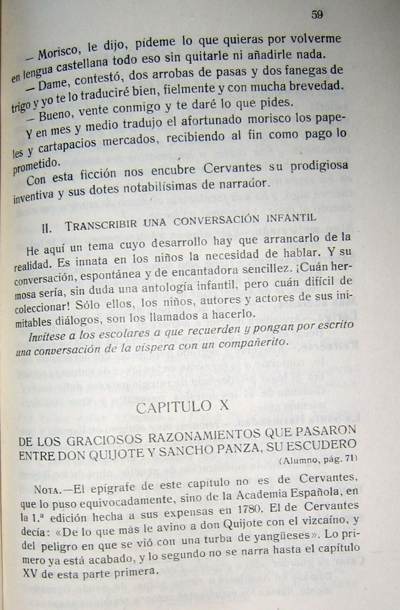 59
— Morisco, le dijo, pídeme lo que quieras por volverme
en lengua castellana todo eso sin quitarle ni añadirle nada.
— Dame, contestó, dos arrobas de pasas y dos fanegas de
trigo y yo te lo traduciré bien, fielmente y con mucha brevedad.
— Bueno, vente conmigo y te daré lo que pides.
Y en mes y medio tradujo el afortunado morisco los pape-
les y cartapacios mercados, recibiendo al fin como pago lo
prometido.
Con esta ficción nos encubre Cervantes su prodigiosa
inventiva y sus dotes notabilísimas de narrador.
II. TRANSCRIBIR UNA CONVERSACIÓN INFANTIL
He aquí un tema cuyo desarrollo hay que arrancarlo de la
realidad. Es innata en los niños la necesidad de hablar. Y su
conversación, espontánea y de encantadora sencillez. ¡Cuán her-
mosa sería, sin duda una antología infantil, pero cuán difícil de
coleccionar! Sólo ellos, los niños, autores y actores de sus ini-
mitables diálogos, son los llamados a hacerlo.
Invítese a los escolares a que recuerden y pongan por escrito
una conversación de la víspera con un compañerito.
CAPITULO X
DE LOS GRACIOSOS RAZONAMIENTOS QUE PASARON
ENTRE DON QUIJOTE Y SANCHO PANZA, SU ESCUDERO
(Alumno, pág. 71)
NOTA.—El epígrafe de este capítulo no es de Cervantes,
que lo puso equivocadamente, sino de la Academia Española, en
la 1.ª edición hecha a sus expensas en 1780. El de Cervantes
decía: «De lo que más le avino a don Quijote con el vizcaíno, y
del peligro en que se vió con una turba de yangüeses». Lo pri-
mero ya está acabado, y lo segundo no se narra hasta el capítulo
XV de esta parte primera.